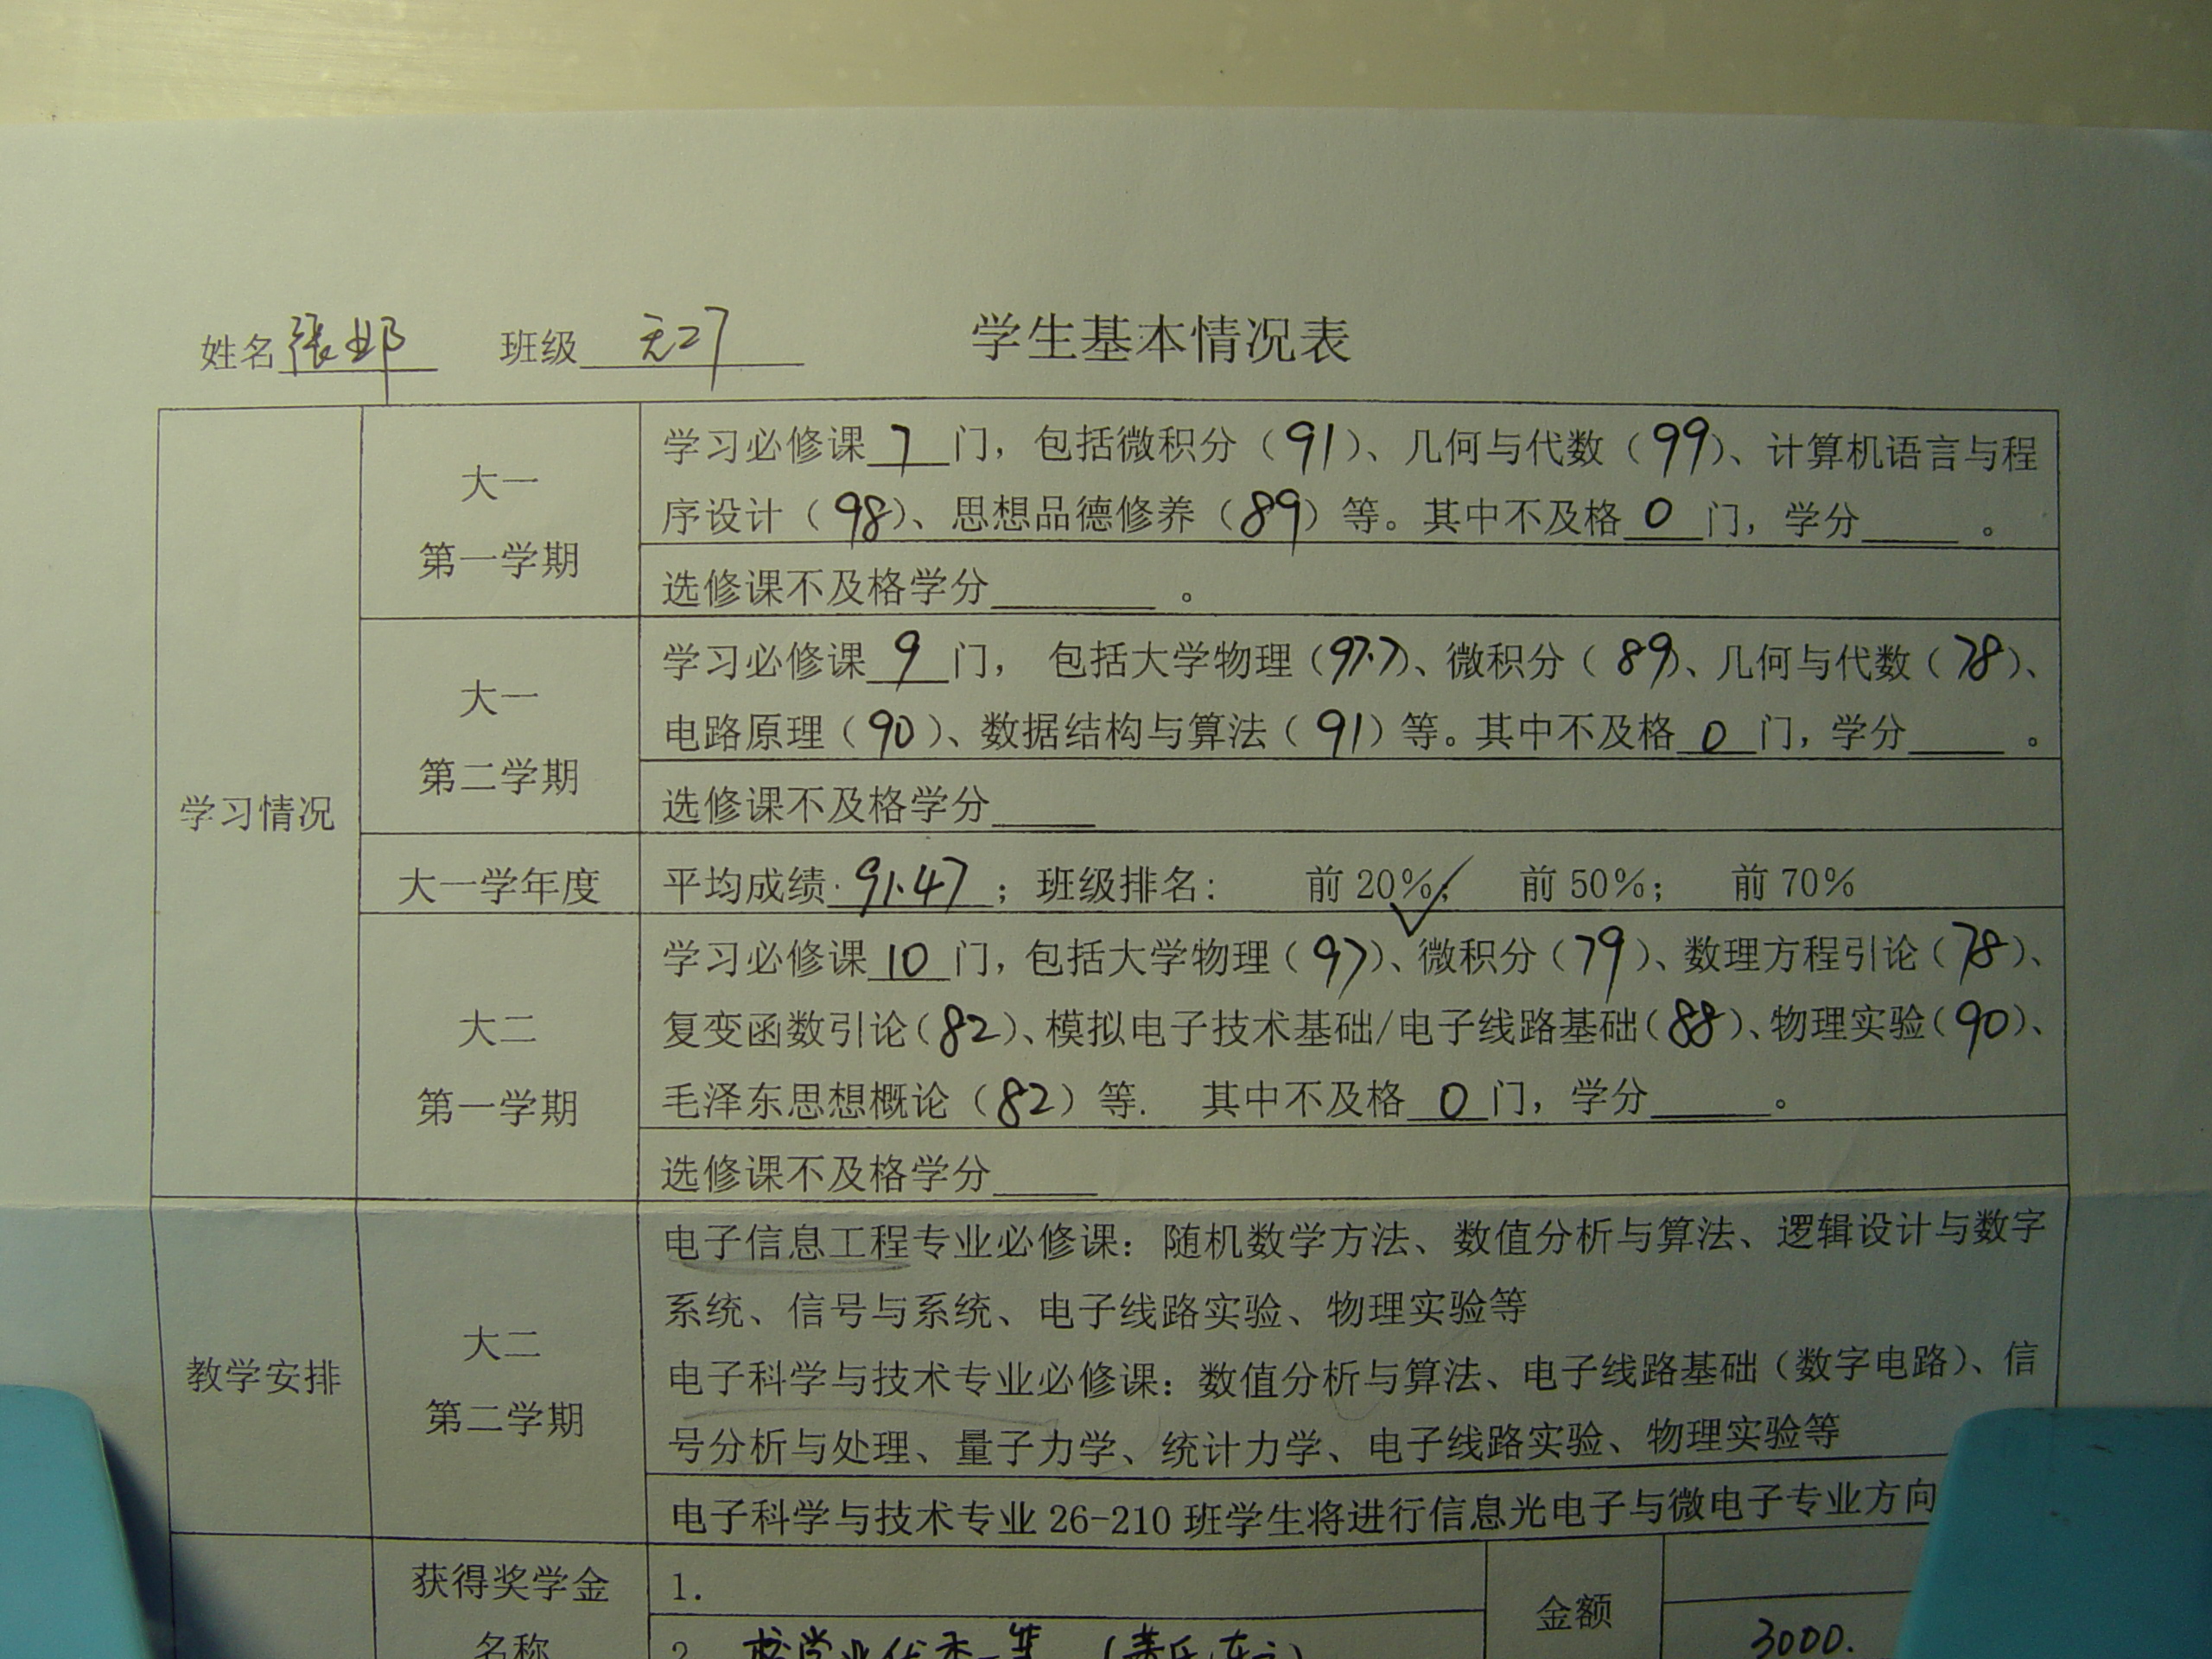 姓名 张邶 班级 无27 学生基本情况表
学习情况
大一
第一学期
学习必修课 7 门，包括微积分（91）、几何与代数（99）、计算机语言与程
序设计（98）、思想品德修养（89）等。其中不及格 0 门，学分_____。
选修课不及格学分________。
大一
第二学期
学习必修课 9 门， 包括大学物理（97.7）、微积分（89）、几何与代数（78）、
电路原理（90）、数据结构与算法（91）等。其中不及格 0 门，学分_____。
选修课不及格学分_____
大一学年度
平均成绩 91.47 ；班级排名： 前 20%； 前 50%； 前 70%
大二
第一学期
学习必修课 10 门，包括大学物理（97）、微积分（79）、数理方程引论（78）、
复变函数引论（82）、模拟电子技术基础/电子线路基础（88）、物理实验（90）、
毛泽东思想概论（82）等. 其中不及格 0 门，学分______。
选修课不及格学分_____
教学安排
大二
第二学期
电子信息工程专业必修课：随机数学方法、数值分析与算法、逻辑设计与数字
系统、信号与系统、电子线路实验、物理实验等
电子科学与技术专业必修课：数值分析与算法、电子线路基础（数字电路）、信
号分析与处理、量子力学、统计力学、电子线路实验、物理实验等
电子科学与技术专业 26-210 班学生将进行信息光电子与微电子专业方向
获得奖学金
名称
1.
2. 校学业优秀一等
金额
3000.